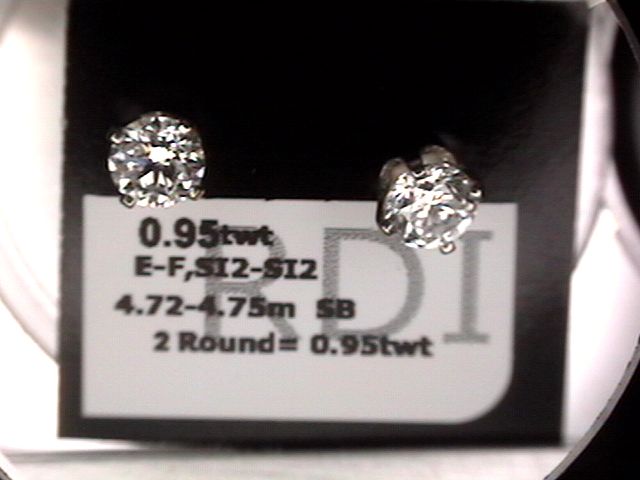 0.95twt
E-F,SI2-SI2
4.72-4.75m SB
2 Round= 0.95twt
RDI